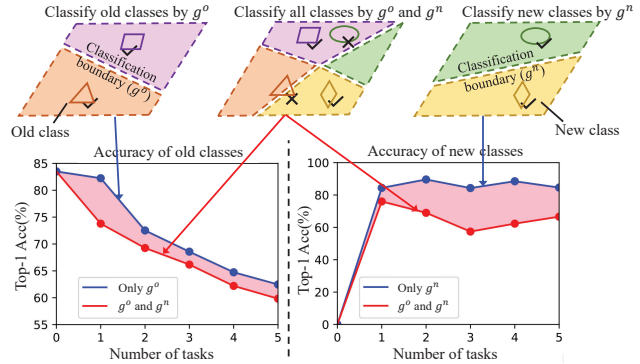 Classify old classes by g^o
Classify all classes by g^o and g^n
Classify new classes by g^n
Classification
boundary (g^o)
Classification
boundary (g^n)
Old class
New class
Accuracy of old classes
Accuracy of new classes
Top-1 Acc(%)
85
80
75
70
65
60
55
Only g^o
g^o and g^n
0 1 2 3 4 5
Number of tasks
Top-1 Acc(%)
100
80
60
40
20
0
Only g^n
g^o and g^n
0 1 2 3 4 5
Number of tasks